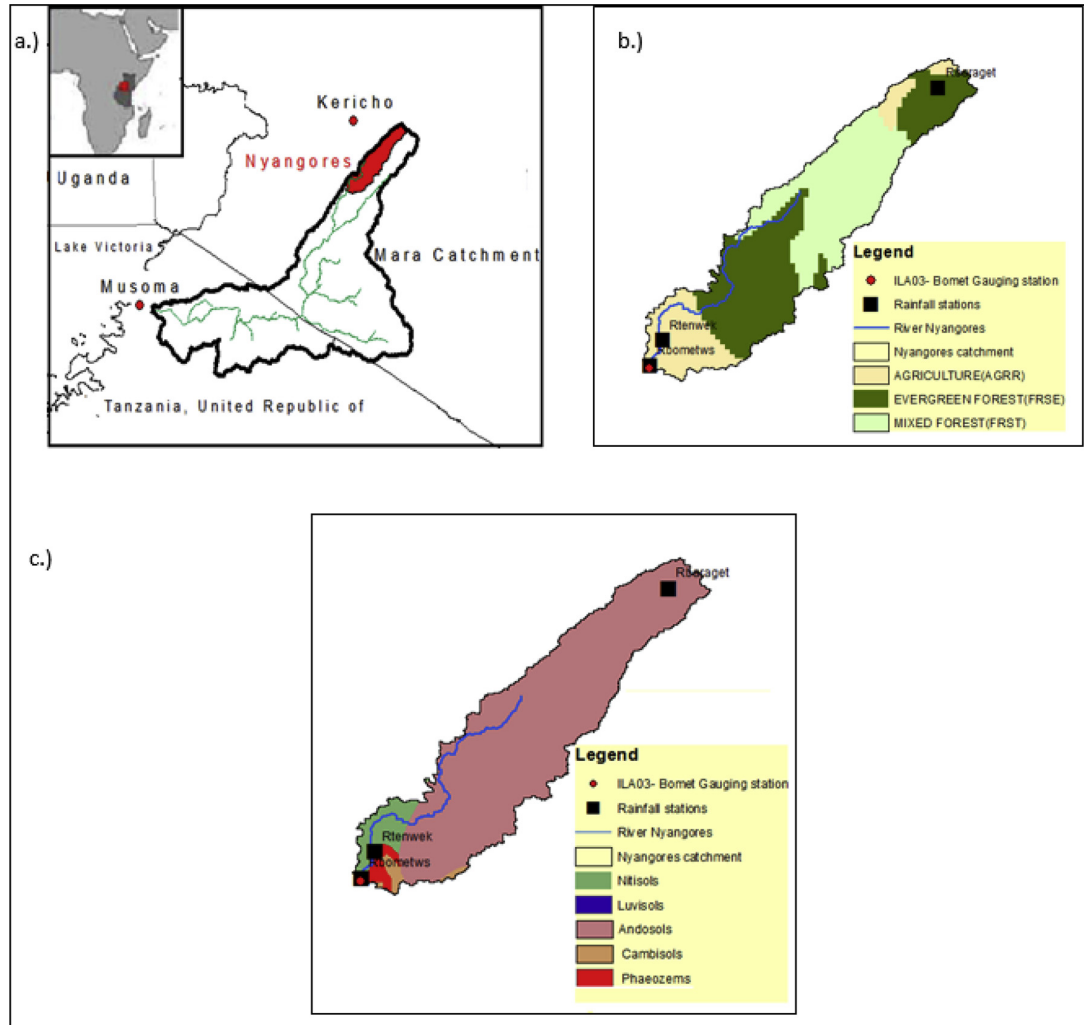 a.)
Kericho
Nyangores
Uganda
Lake Victoria
Mara Catchment
Musoma
Tanzania, United Republic of
b.)
Rtenwek
Rbometws
Legend
ILA03- Bomet Gauging station
Rainfall stations
River Nyangores
Nyangores catchment
AGRICULTURE(AGRR)
EVERGREEN FOREST(FRSE)
MIXED FOREST(FRST)
c.)
Rtenwek
Legend
ILA03- Bomet Gauging station
Rainfall stations
River Nyangores
Nyangores catchment
Nitisols
Luvisols
Andosols
Cambisols
Phaeozems